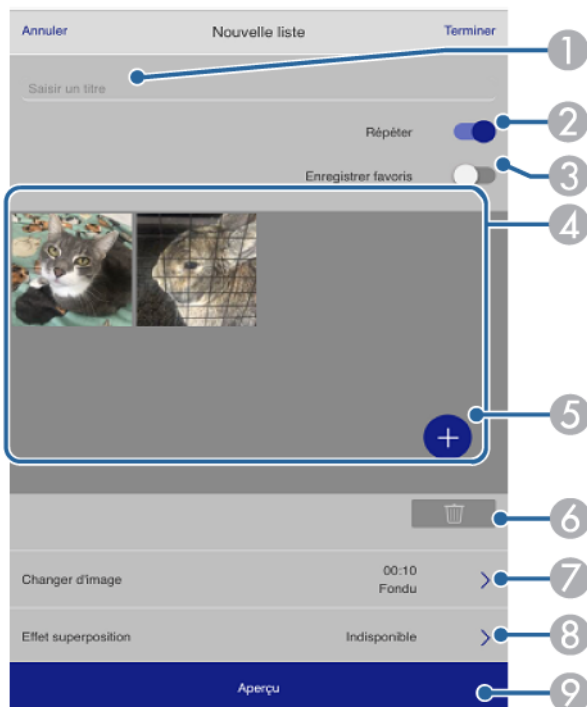 Annuler Nouvelle liste Terminer
1
Saisir un titre
Répéter 2
Enregistrer favoris 3
4
5
6
Changer d'image 00:10 7
Fondu
Effet superposition Indisponible 8
Aperçu 9